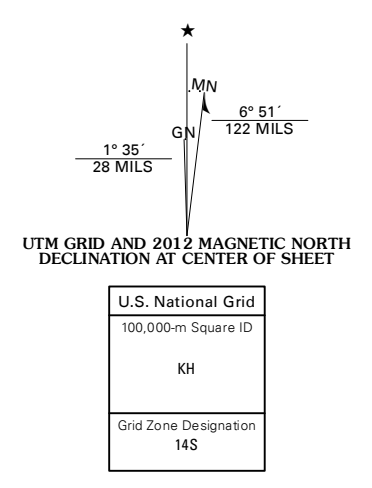 ★
MN
6° 51´
122 MILS
GN
1° 35´
28 MILS
UTM GRID AND 2012 MAGNETIC NORTH
DECLINATION AT CENTER OF SHEET
U.S. National Grid
100,000-m Square ID
KH
Grid Zone Designation
14S